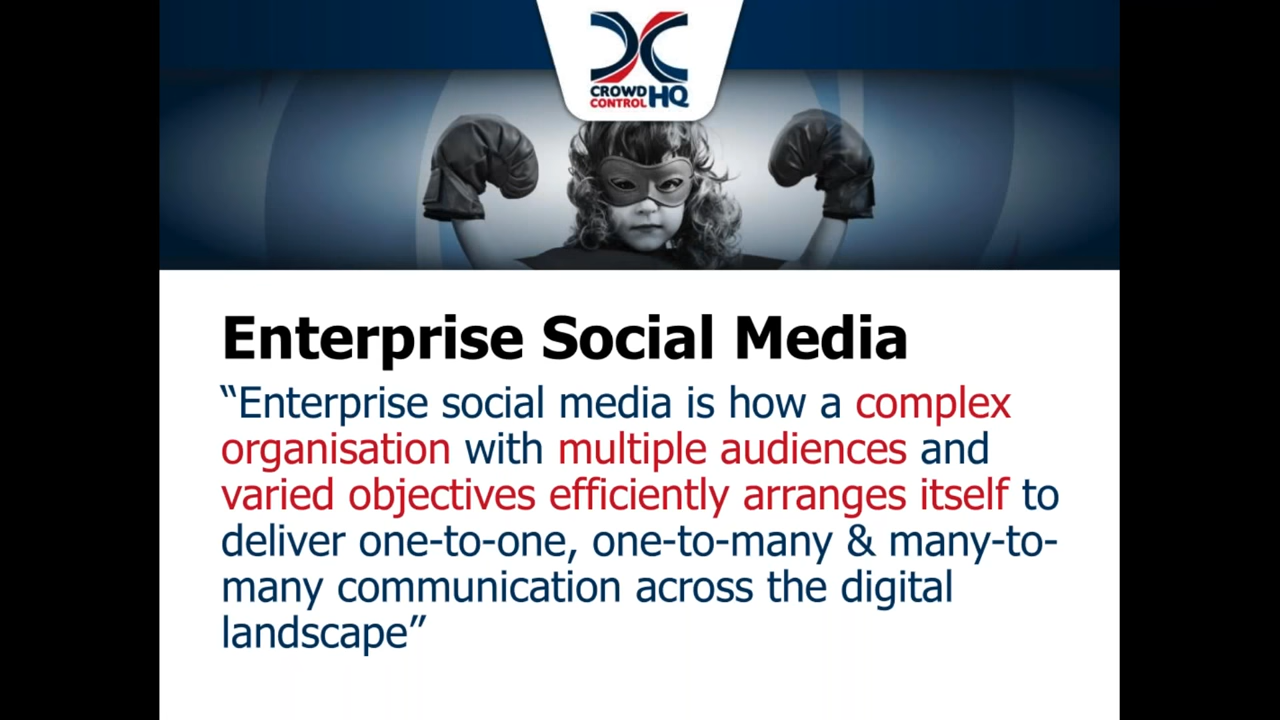 CROWD
CONTROL HQ
Enterprise Social Media
“Enterprise social media is how a complex
organisation with multiple audiences and
varied objectives efficiently arranges itself to
deliver one-to-one, one-to-many & many-to-
many communication across the digital
landscape”